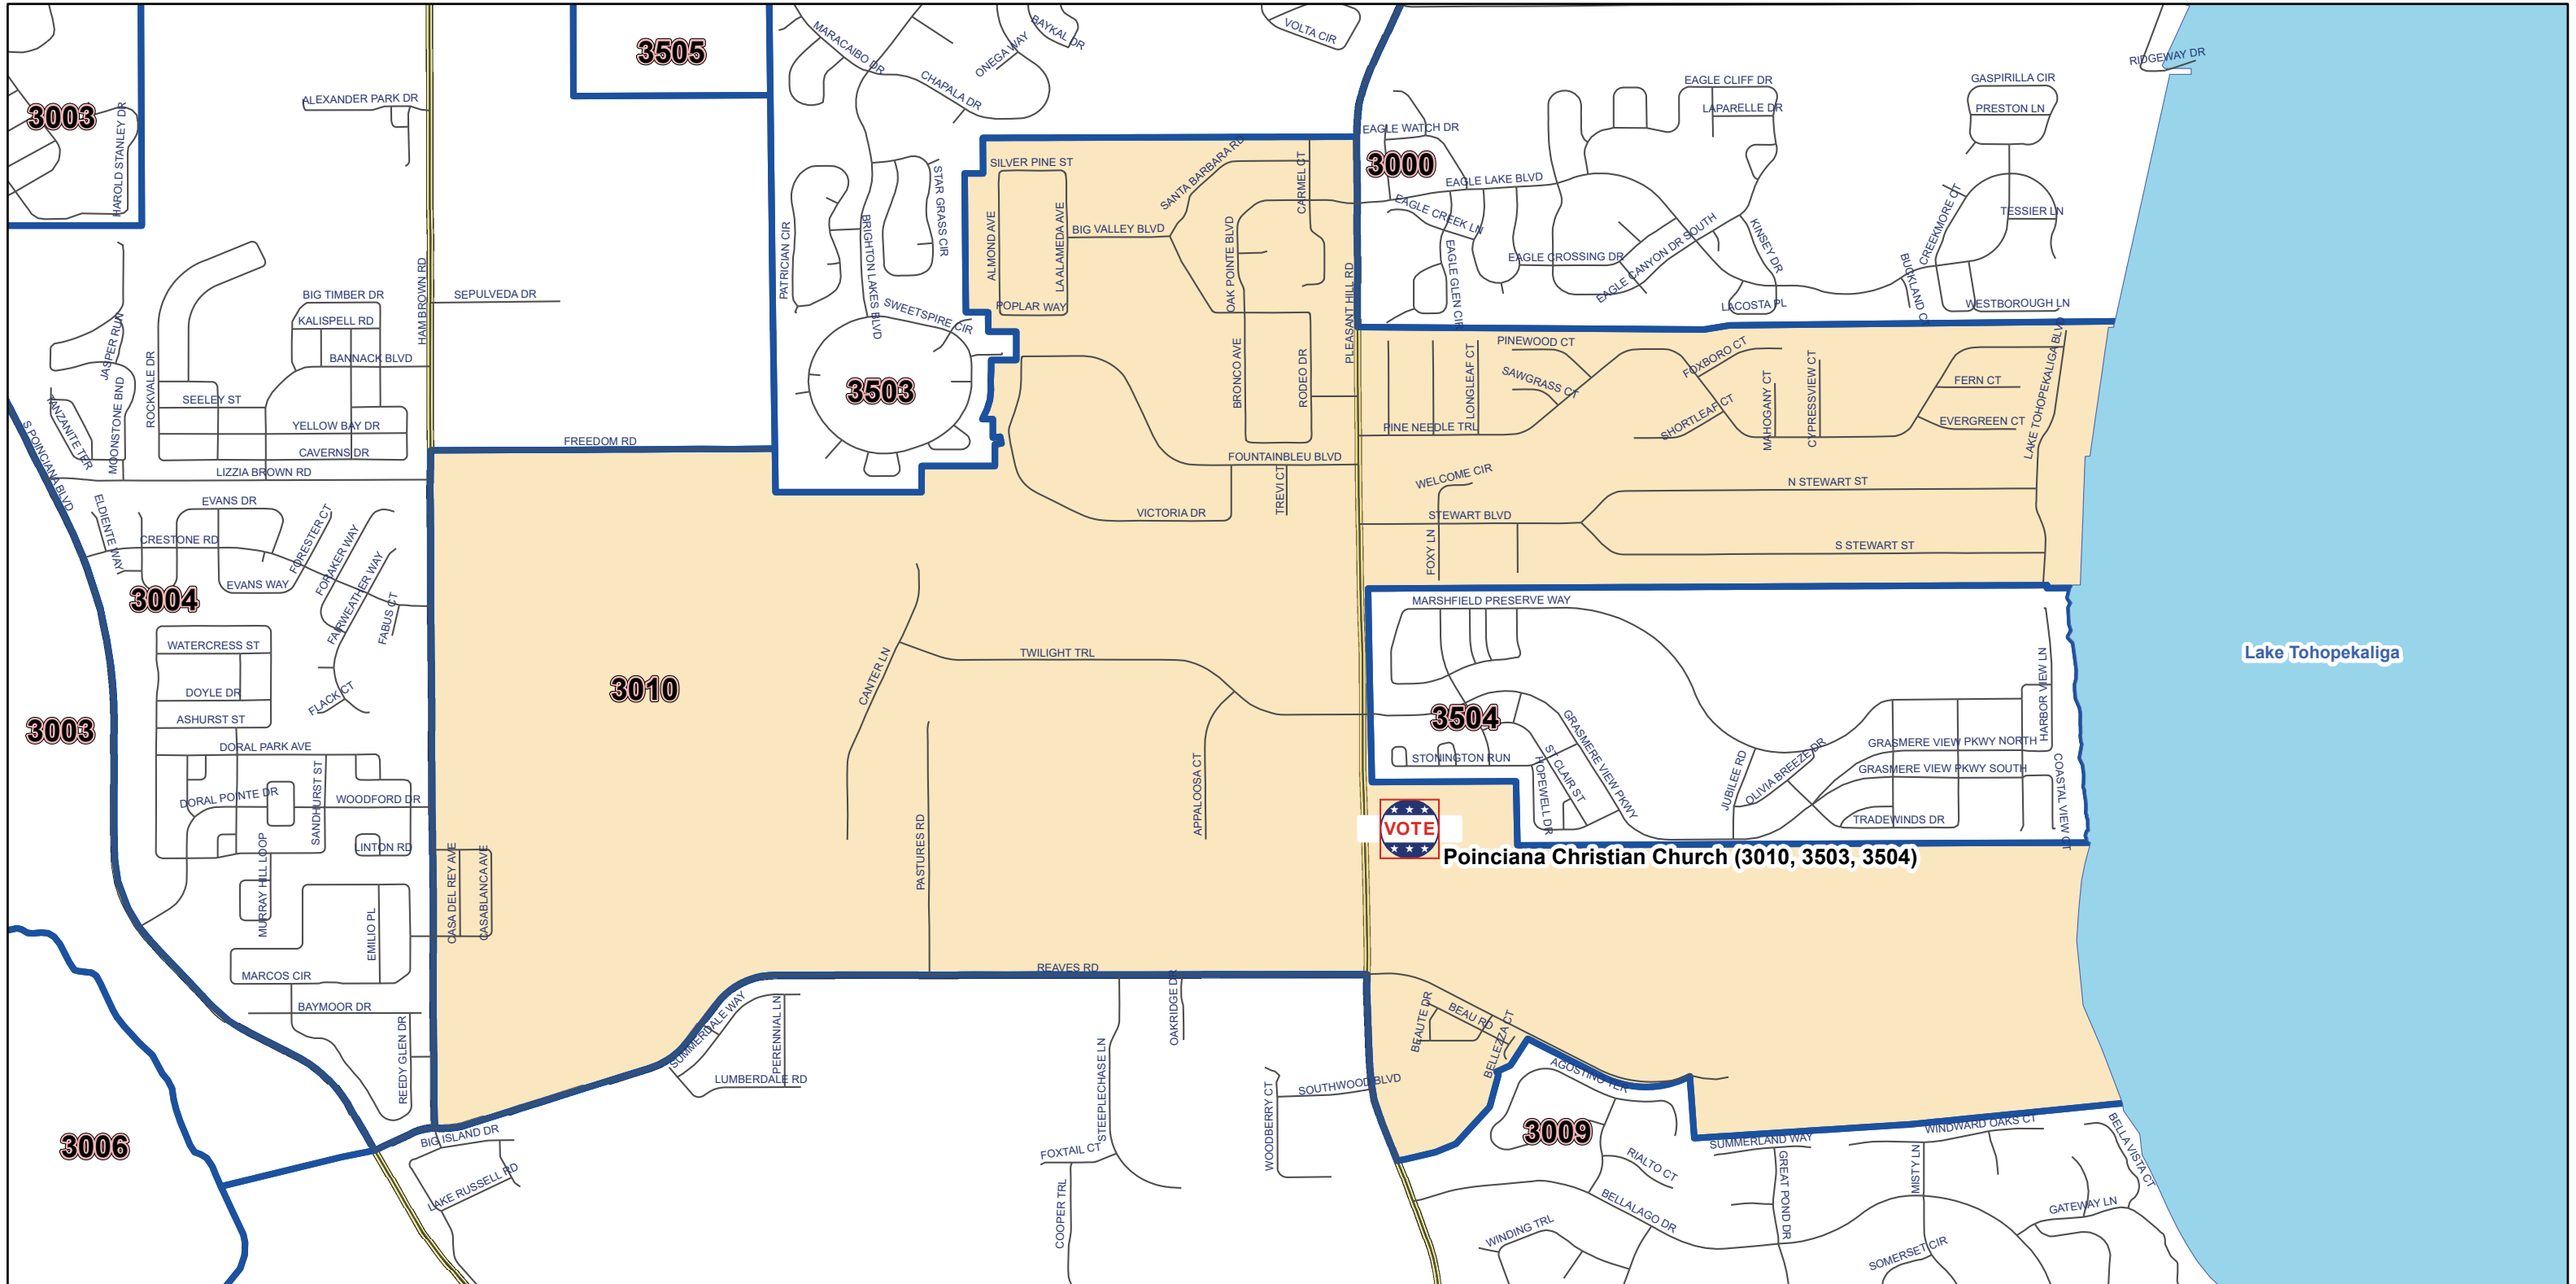 3505
MARACAIBO DR
ONEGA WAY
BAYKAL DR
VOLTA CIR
RIDGEWAY DR
CHAPALA DR
EAGLE CLIFF DR
GASPIRILLA CIR
ALEXANDER PARK DR
LAPARELLE DR
PRESTON LN
3003
HAROLD STANLEY DR
EAGLE WATCH DR
3000
SILVER PINE ST
SANTA BARBARA RD
CARMEL CT
EAGLE LAKE BLVD
STAR GRASS CIR
EAGLE CREEK LN
CREEKMORE CT
TESSIER LN
PATRICIAN CIR
BRIGHTON LAKES BLVD
ALMOND AVE
LA ALAMEDA AVE
BIG VALLEY BLVD
OAK POINTE BLVD
KINSEY DR
EAGLE GLEN CIR
EAGLE CROSSING DR
EAGLE CANYON DR SOUTH
BUCKLAND CT
HAM BROWN RD
SEPULVEDA DR
BIG TIMBER DR
POPLAR WAY
PLEASANT HILL RD
LACOSTA PL
WESTBOROUGH LN
KALISPELL RD
SWEETSPIRE CIR
JASPER RUN
BANNACK BLVD
PINEWOOD CT
FOXBORO CT
LAKE TOHOPEKALIGA BLVD
ROCKVALE DR
3503
BRONCO AVE
RODEO DR
LONGLEAF CT
SAWGRASS CT
FERN CT
MOONSTONE BND
SEELEY ST
MAHOGANY CT
CYPRESSVIEW CT
TANZANITE TER
YELLOW BAY DR
PINE NEEDLE TRL
SHORTLEAF CT
EVERGREEN CT
S POINCIANA BLVD
CAVERNS DR
FREEDOM RD
FOUNTAINBLEU BLVD
LIZZIA BROWN RD
TREVI CT
WELCOME CIR
N STEWART ST
ELDIENTE WAY
EVANS DR
VICTORIA DR
STEWART BLVD
CRESTONE RD
FORESTER CT
FORAKER WAY
FOXY LN
S STEWART ST
EVANS WAY
FAIRWEATHER WAY
3004
FABUS CT
MARSHFIELD PRESERVE WAY
WATERCRESS ST
CANTER LN
TWILIGHT TRL
Lake Tohopekaliga
DOYLE DR
FLACK CT
3010
HARBOR VIEW LN
3003
ASHURST ST
3504
GRASMERE VIEW PKWY
DORAL PARK AVE
GRASMERE VIEW PKWY NORTH
STONINGTON RUN
HOPEWELL DR
ST CLAIR ST
JUBILEE RD
OLIVIA BREEZE DR
GRASMERE VIEW PKWY SOUTH
COASTAL VIEW CT
DORAL POINTE DR
SANDHURST ST
WOODFORD DR
PASTURES RD
APPALOOSA CT
TRADEWINDS DR
VOTE
LINTON RD
Poinciana Christian Church (3010, 3503, 3504)
MURRAY HILL LOOP
CASA DEL REY AVE
CASABLANCA AVE
EMILIO PL
MARCOS CIR
REAVES RD
BAYMOOR DR
SUMMERDALE WAY
PERENNIAL LN
OAKRIDGE DR
BEAUTE DR
BEAU RD
BELLEZZA CT
REEDY GLEN DR
LUMBERDALE RD
STEEPLECHASE LN
SOUTHWOOD BLVD
AGOSTINO TER
WOODBERRY CT
3006
BIG ISLAND DR
FOXTAIL CT
3009
SUMMERLAND WAY
WINDWARD OAKS CT
BELLA VISTA CT
LAKE RUSSELL RD
RIALTO CT
GREAT POND DR
MISTY LN
COOPER TRL
BELLALAGO DR
GATEWAY LN
WINDING TRL
SOMERSET CIR